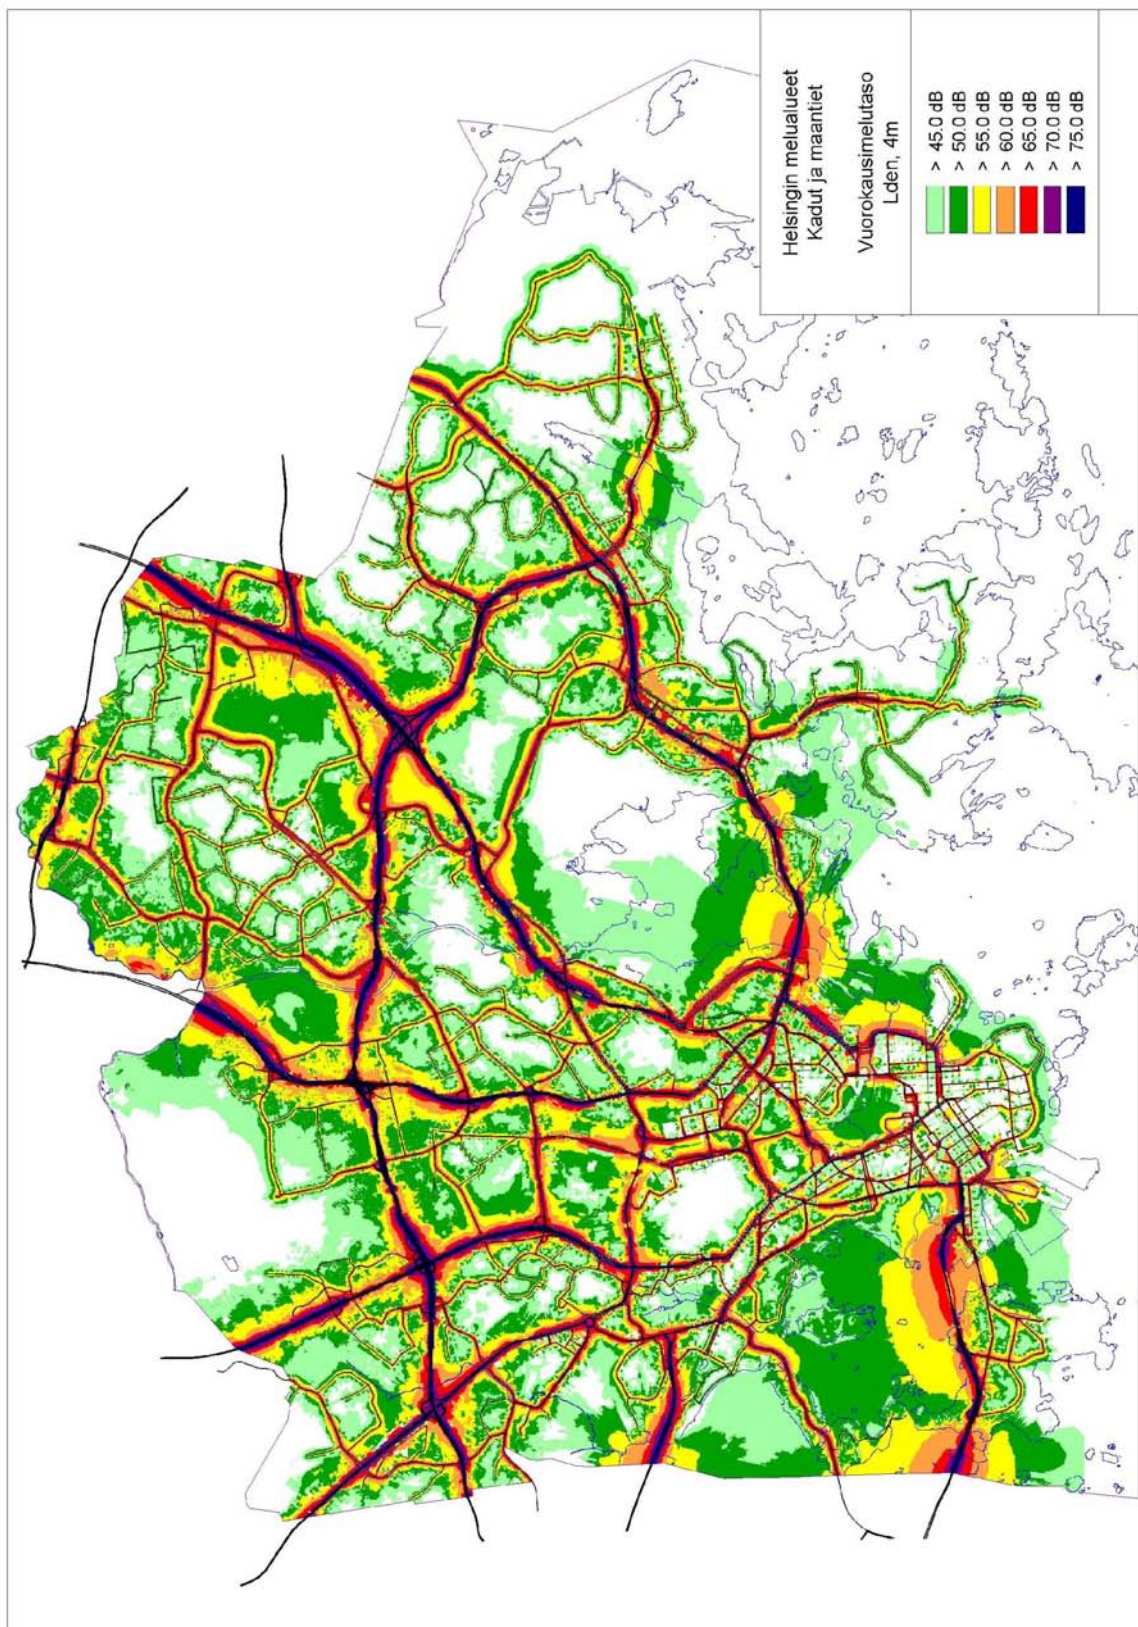 Helsingin melualueet
Kadut ja maantiet
Vuorokausimelutaso
Lden, 4m
> 45.0 dB
> 50.0 dB
> 55.0 dB
> 60.0 dB
> 65.0 dB
> 70.0 dB
> 75.0 dB